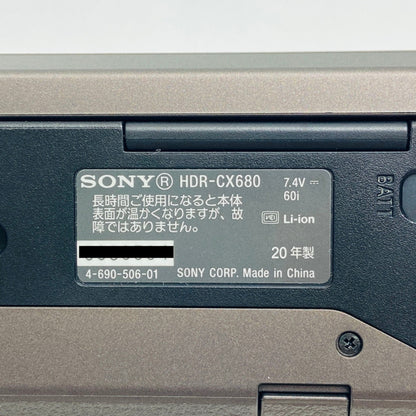 SONY® HDR-CX680 7.4V ⎓
60i
長時間ご使用になると本体
表面が温かくなりますが、故
障ではありません。
Li-ion
20 年製
4-690-506-01 SONY CORP. Made in China
BATT